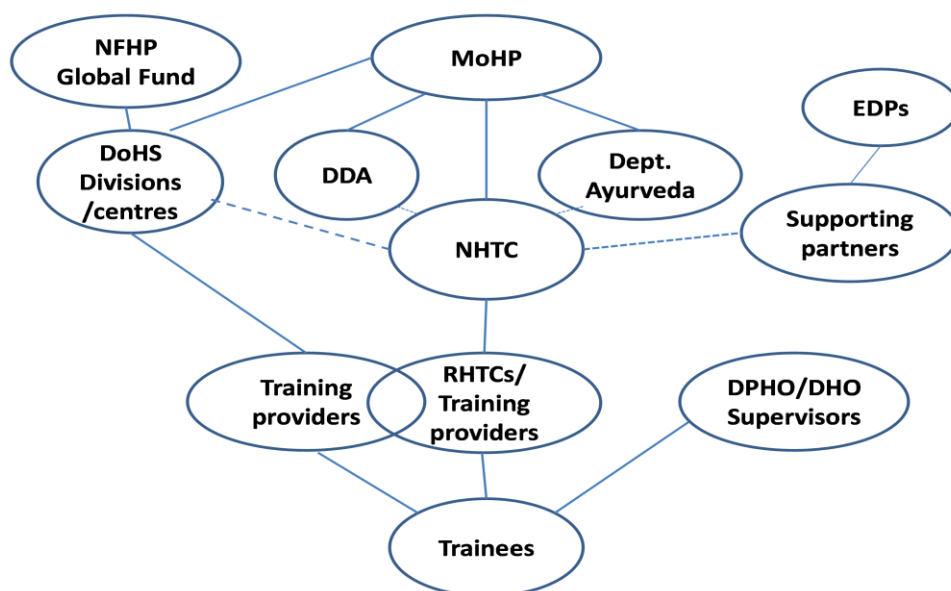 NFHP
Global Fund
MoHP
EDPs
DoHS
Divisions
/centres
DDA
Dept.
Ayurveda
Supporting
partners
NHTC
Training
providers
RHTCs/
Training
providers
DPHO/DHO
Supervisors
Trainees